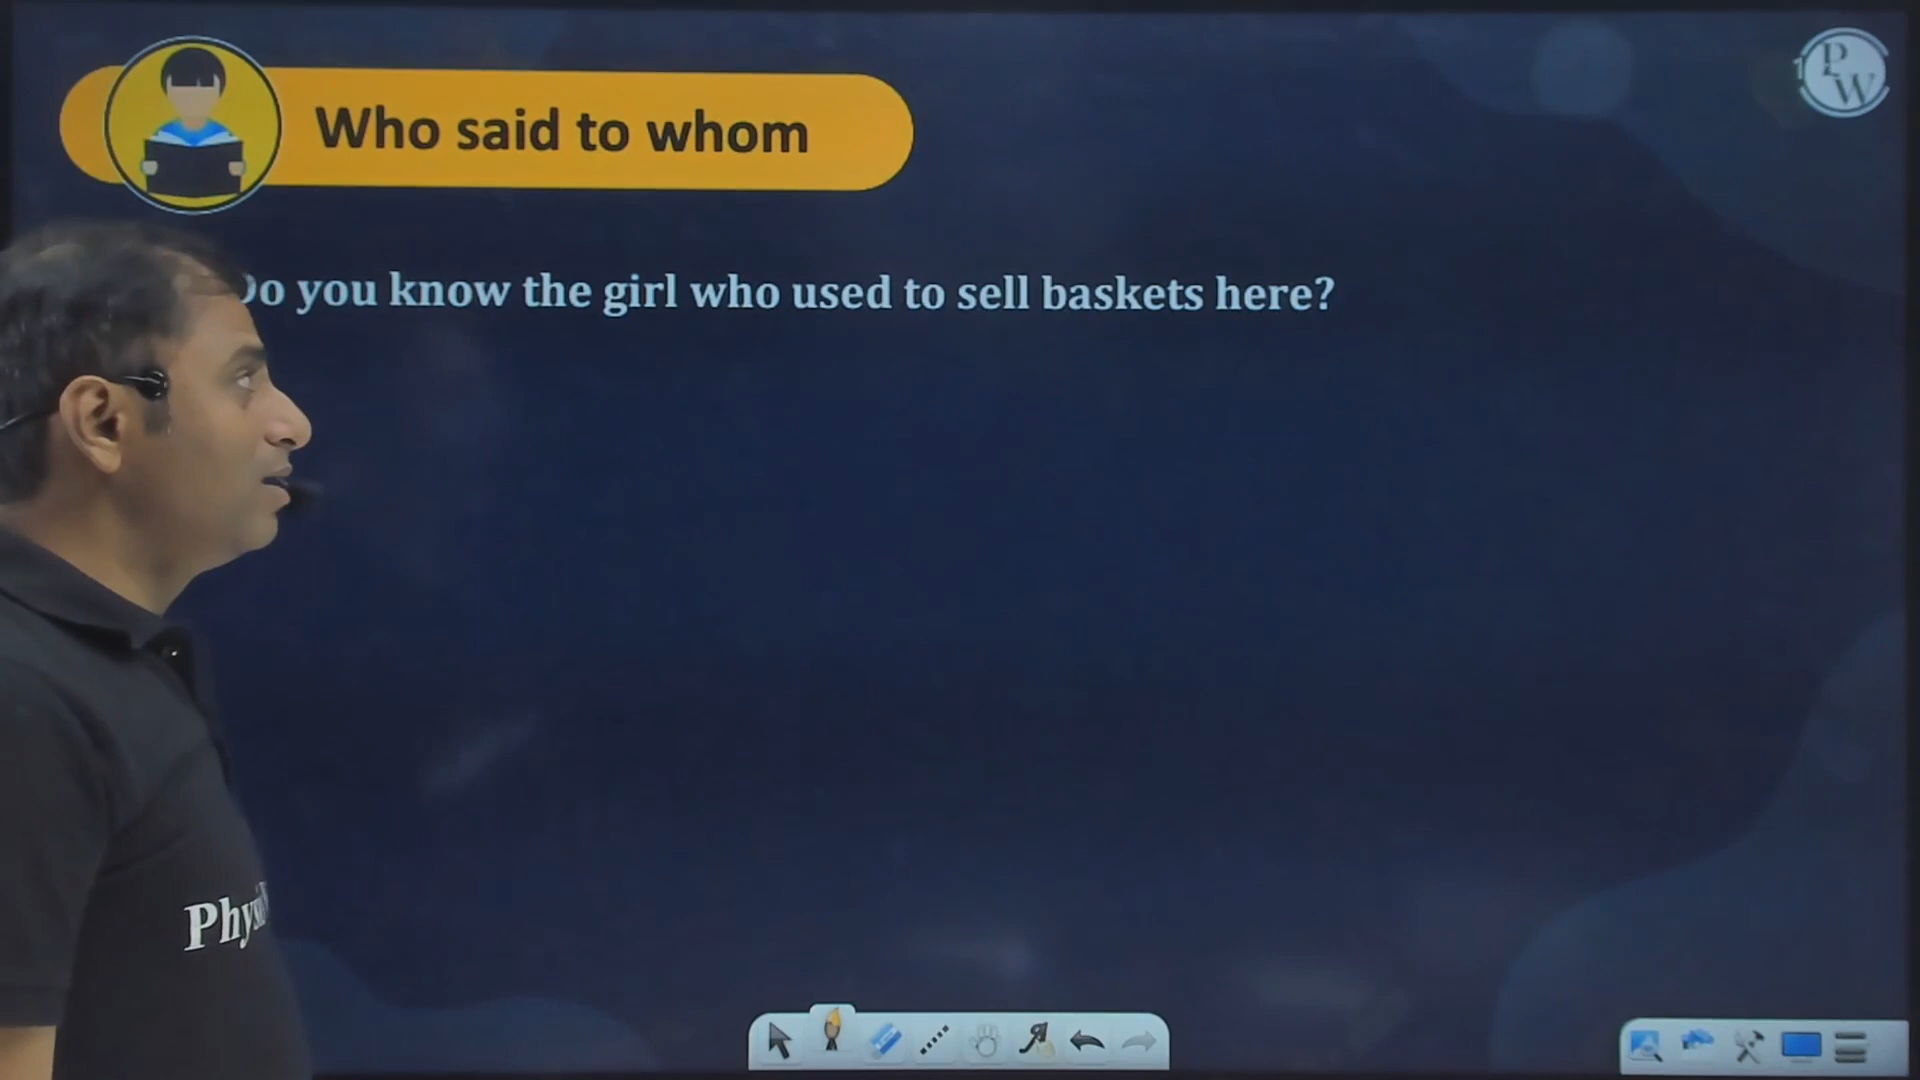 Who said to whom
PW
Do you know the girl who used to sell baskets here?